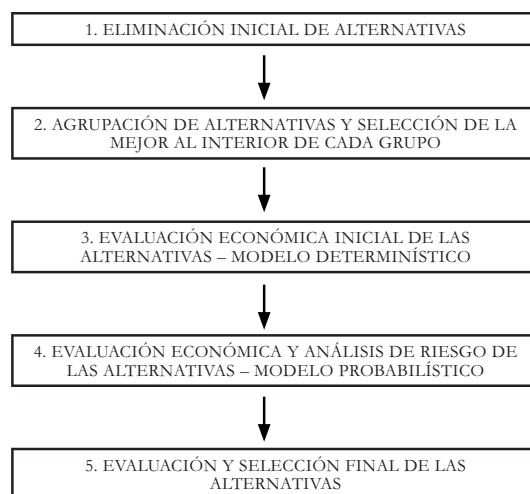 1. ELIMINACIÓN INICIAL DE ALTERNATIVAS
2. AGRUPACIÓN DE ALTERNATIVAS Y SELECCIÓN DE LA
MEJOR AL INTERIOR DE CADA GRUPO
3. EVALUACIÓN ECONÓMICA INICIAL DE LAS
ALTERNATIVAS – MODELO DETERMINÍSTICO
4. EVALUACIÓN ECONÓMICA Y ANÁLISIS DE RIESGO DE
LAS ALTERNATIVAS – MODELO PROBABILÍSTICO
5. EVALUACIÓN Y SELECCIÓN FINAL DE LAS
ALTERNATIVAS